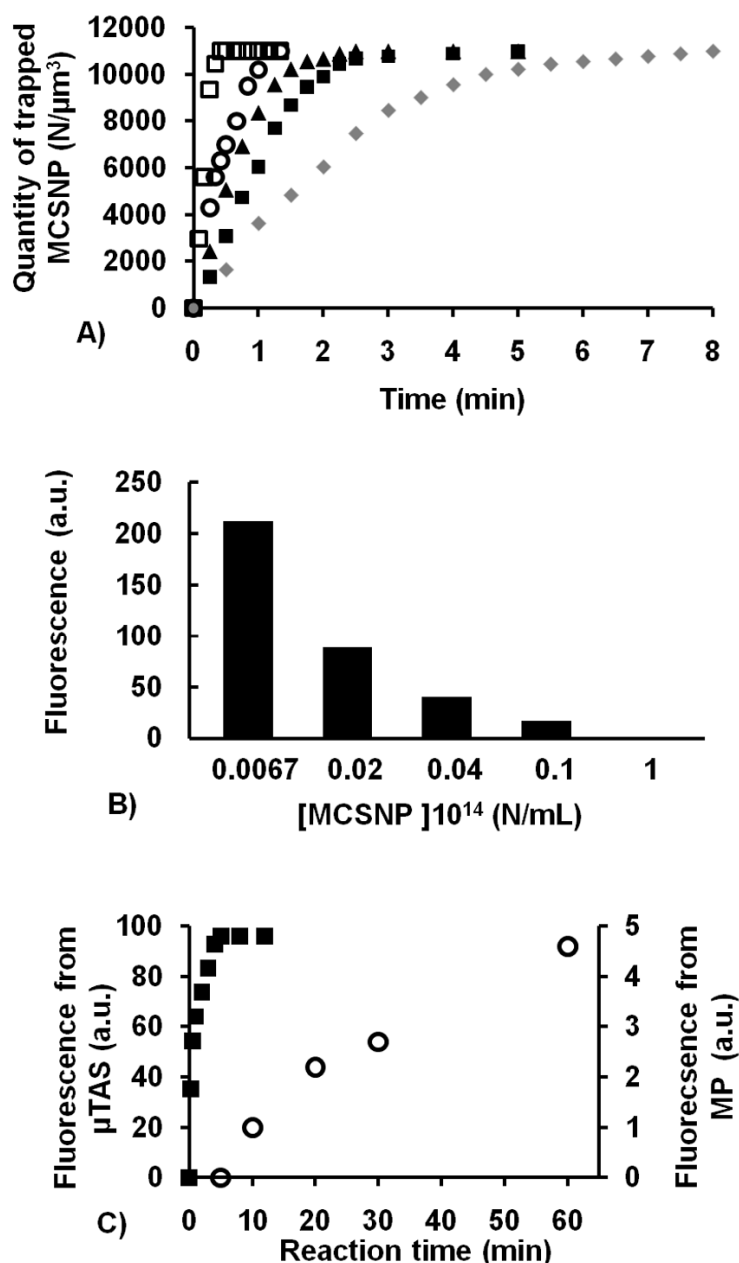 12000
10000
8000
6000
4000
2000
0
Quantity of trapped
MCSNP (N/µm³)
0 1 2 3 4 5 6 7 8
Time (min)
A)
250
200
150
100
50
0
Fluorescence (a.u.)
0.0067 0.02 0.04 0.1 1
[MCSNP ]10¹⁴ (N/mL)
B)
100
80
60
40
20
0
Fluorescence from
µTAS (a.u.)
5
4
3
2
1
0
Fluorecsence from
MP (a.u.)
0 10 20 30 40 50 60
Reaction time (min)
C)